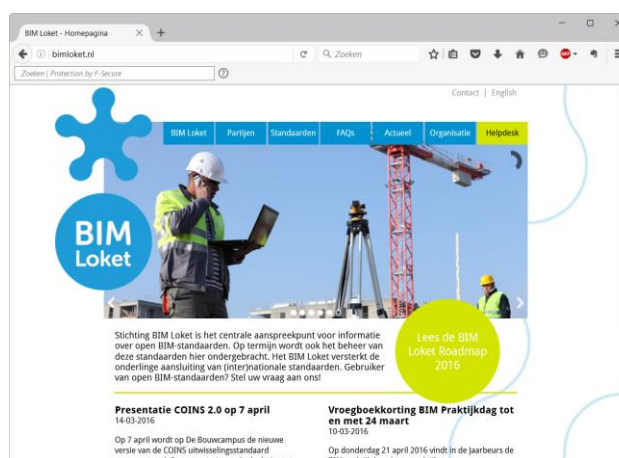 BIM Loket - Homepagina
bimloket.nl
Zoeken
Zoeken | Protection by F-Secure
Contact | English
BIM Loket Partijen Standaarden FAQs Actueel Organisatie Helpdesk
BIM
Loket
Stichting BIM Loket is het centrale aanspreekpunt voor informatie
over open BIM-standaarden. Op termijn wordt ook het beheer van
deze standaarden hier ondergebracht. Het BIM Loket versterkt de
onderlinge aansluiting van (inter)nationale standaarden. Gebruiker
van open BIM-standaarden? Stel uw vraag aan ons!
Lees de BIM
Loket Roadmap
2016
Presentatie COINS 2.0 op 7 april
14-03-2016
Op 7 april wordt op De Bouwcampus de nieuwe
versie van de COINS uitwisselingsstandaard
Vroegboekkorting BIM Praktijkdag tot
en met 24 maart
10-03-2016
Op donderdag 21 april 2016 vindt in de Jaarbeurs de